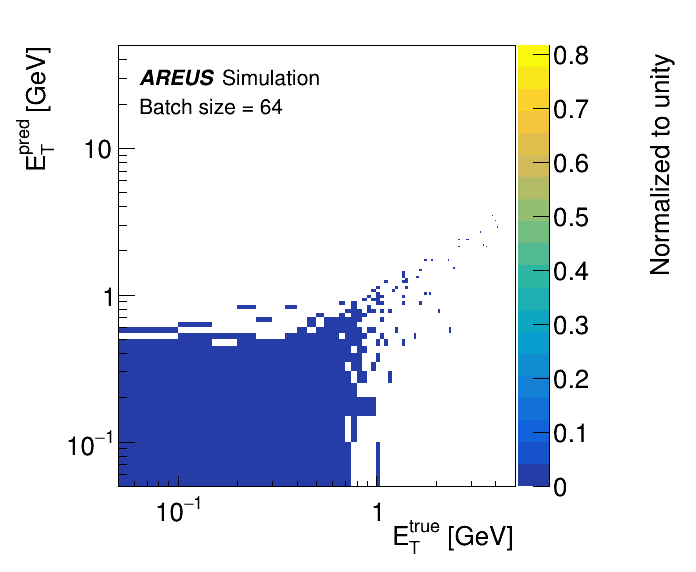 AREUS Simulation
Batch size = 64
E_T^pred [GeV]
10
1
10^−1
10^−1
1
E_T^true [GeV]
0.8
0.7
0.6
0.5
0.4
0.3
0.2
0.1
0
Normalized to unity